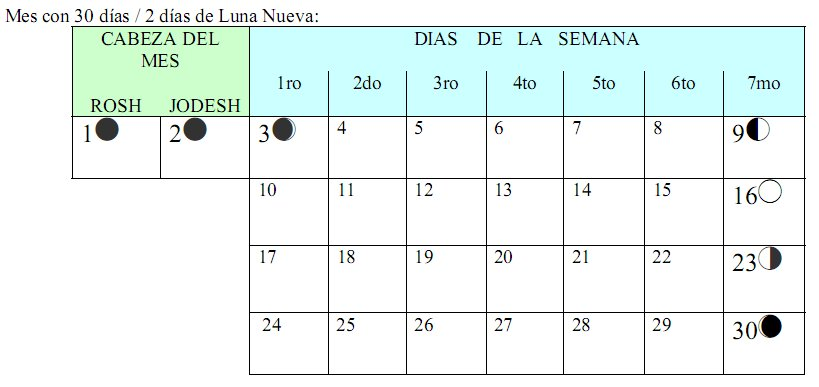 Mes con 30 días / 2 días de Luna Nueva:
CABEZA DEL
MES
ROSH JODESH
DIAS DE LA SEMANA
1ro 2do 3ro 4to 5to 6to 7mo
1 2 3 4 5 6 7 8 9
10 11 12 13 14 15 16
17 18 19 20 21 22 23
24 25 26 27 28 29 30